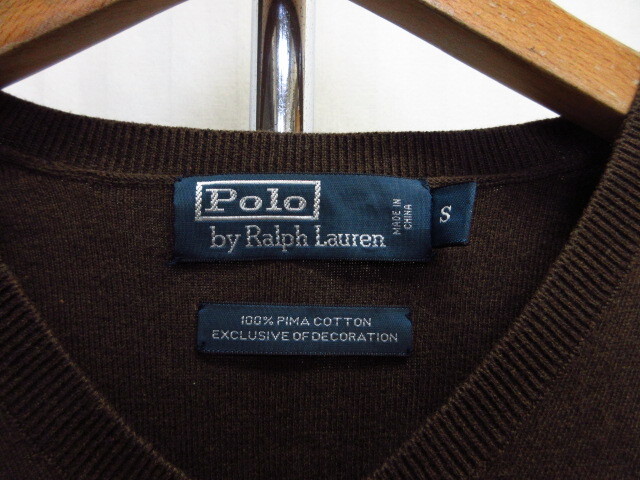 Polo
by Ralph Lauren
MADE IN
CHINA
S
100% PIMA COTTON
EXCLUSIVE OF DECORATION